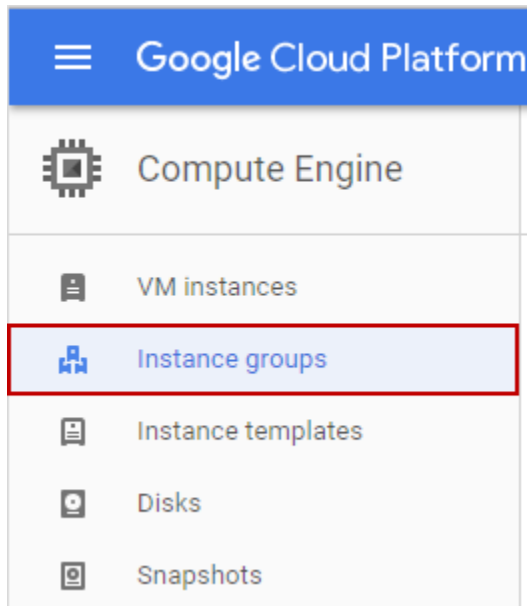 Google Cloud Platform
Compute Engine
VM instances
Instance groups
Instance templates
Disks
Snapshots